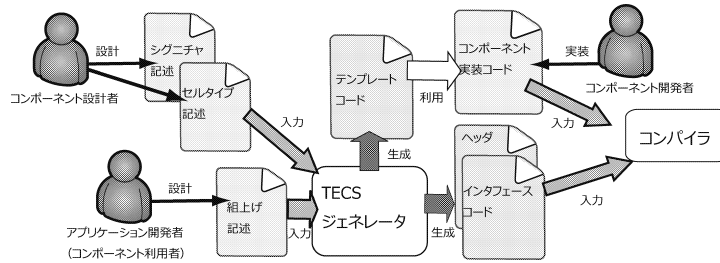 設計
シグニチャ
記述
コンポーネント設計者
セルタイプ
記述
入力
テンプレート
コード
利用
コンポーネント
実装コード
実装
コンポーネント開発者
入力
コンパイラ
生成
ヘッダ
設計
組上げ
記述
入力
TECS
ジェネレータ
生成
インタフェース
コード
入力
アプリケーション開発者
(コンポーネント利用者)